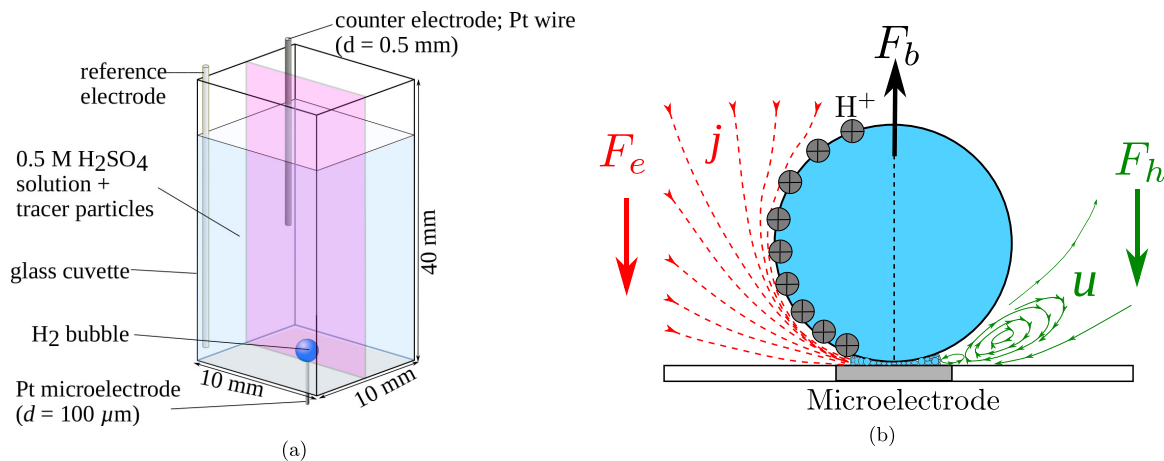 counter electrode; Pt wire
(d = 0.5 mm)
reference
electrode
0.5 M H2SO4
solution +
tracer particles
glass cuvette
H2 bubble
Pt microelectrode
(d = 100 µm)
40 mm
10 mm
10 mm
(a)
Fb
H+
j
Fe
Fh
u
Microelectrode
(b)